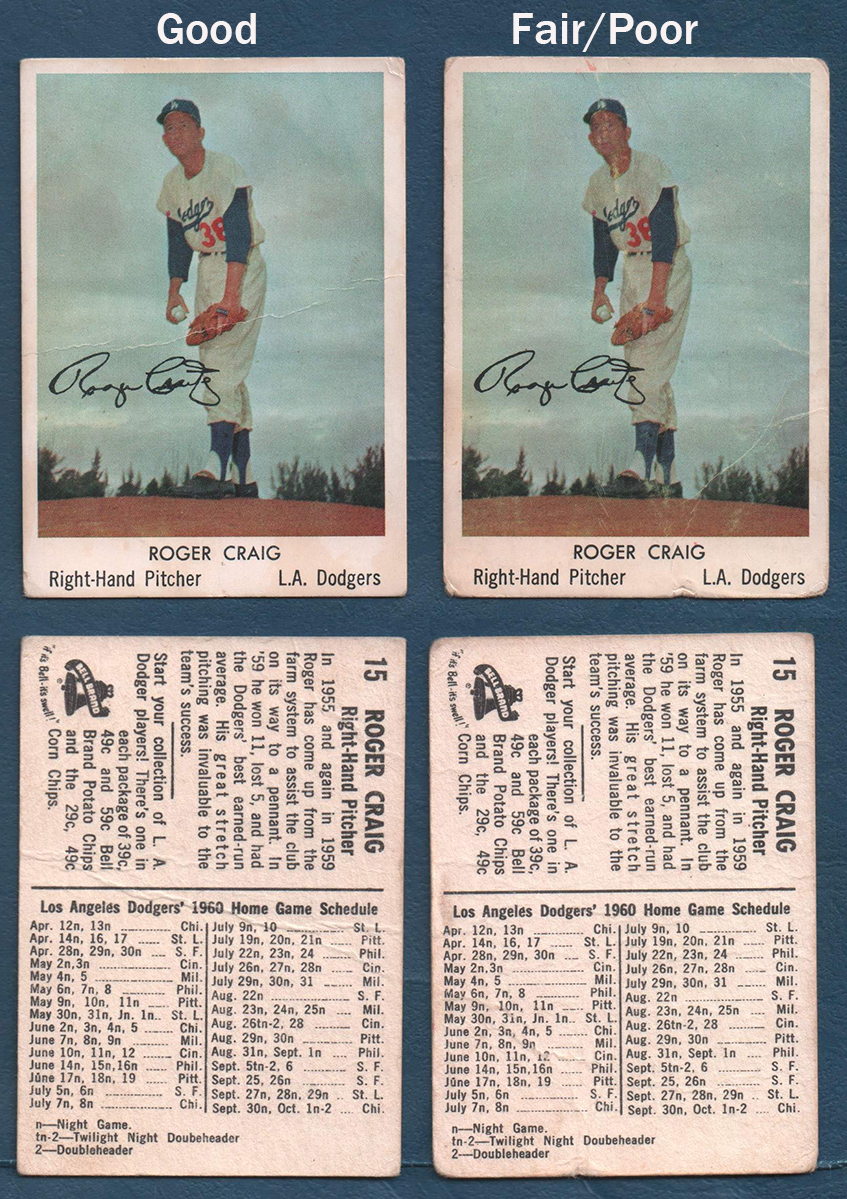 Good
Fair/Poor
Dodgers
38
Roger Craig
ROGER CRAIG
Right-Hand Pitcher L.A. Dodgers
Dodgers
38
Roger Craig
ROGER CRAIG
Right-Hand Pitcher L.A. Dodgers
15 ROGER CRAIG
Right-Hand Pitcher
In 1955 and again in 1959
Roger has come up from the
farm system to assist the club
on its way to a pennant. In
'59 he won 11, lost 5, and had
the Dodgers' best earned-run
average. His great stretch
pitching was invaluable to the
team's success.
Start your collection of L. A.
Dodger players! There's one in
each package of 39c,
49c and 59c Bell
Brand Potato Chips
and the 29c, 49c
Corn Chips.
BELL BRAND
"if it's Bell-it's swell!"
Los Angeles Dodgers' 1960 Home Game Schedule
Apr. 12n, 13n Chi.
Apr. 14n, 16, 17 St. L.
Apr. 28n, 29n, 30n S. F.
May 2n,3n Cin.
May 4n, 5 Mil.
May 6n, 7n, 8 Phil.
May 9n, 10n, 11n Pitt.
May 30n, 31n, Jn. 1n.. St. L.
June 2n, 3n, 4n, 5 Chi.
June 7n, 8n, 9n Mil.
June 10n, 11n, 12 Cin.
June 14n, 15n,16n Phil.
June 17n, 18n, 19 Pitt.
July 5n, 6n S. F.
July 7n, 8n Chi.
July 9n, 10 St. L.
July 19n, 20n, 21n Pitt.
July 22n, 23n, 24 Phil.
July 26n, 27n, 28n Cin.
July 29n, 30n, 31 Mil.
Aug. 22n S. F.
Aug. 23n, 24n, 25n Mil.
Aug. 26tn-2, 28 Cin.
Aug. 29n, 30n Pitt.
Aug. 31n, Sept. 1n Phil.
Sept. 5tn-2, 6 S. F.
Sept. 25, 26n S. F.
Sept. 27n, 28n, 29n .. St. L.
Sept. 30n, Oct. 1n-2 .... Chi.
n—Night Game.
tn-2—Twilight Night Doubeheader
2—Doubleheader
15 ROGER CRAIG
Right-Hand Pitcher
In 1955 and again in 1959
Roger has come up from the
farm system to assist the club
on its way to a pennant. In
'59 he won 11, lost 5, and had
the Dodgers' best earned-run
average. His great stretch
pitching was invaluable to the
team's success.
Start your collection of L. A.
Dodger players! There's one in
each package of 39c,
49c and 59c Bell
Brand Potato Chips
and the 29c, 49c
Corn Chips.
BELL BRAND
"if it's Bell-it's swell!"
Los Angeles Dodgers' 1960 Home Game Schedule
Apr. 12n, 13n Chi.
Apr. 14n, 16, 17 St. L.
Apr. 28n, 29n, 30n S. F.
May 2n,3n Cin.
May 4n, 5 Mil.
May 6n, 7n, 8 Phil.
May 9n, 10n, 11n Pitt.
May 30n, 31n, Jn. 1n.. St. L.
June 2n, 3n, 4n, 5 Chi.
June 7n, 8n, 9n Mil.
June 10n, 11n, 12 Cin.
June 14n, 15n,16n Phil.
June 17n, 18n, 19 Pitt.
July 5n, 6n S. F.
July 7n, 8n Chi.
July 9n, 10 St. L.
July 19n, 20n, 21n Pitt.
July 22n, 23n, 24 Phil.
July 26n, 27n, 28n Cin.
July 29n, 30n, 31 Mil.
Aug. 22n S. F.
Aug. 23n, 24n, 25n Mil.
Aug. 26tn-2, 28 Cin.
Aug. 29n, 30n Pitt.
Aug. 31n, Sept. 1n Phil.
Sept. 5tn-2, 6 S. F.
Sept. 25, 26n S. F.
Sept. 27n, 28n, 29n .. St. L.
Sept. 30n, Oct. 1n-2 .... Chi.
n—Night Game.
tn-2—Twilight Night Doubeheader
2—Doubleheader